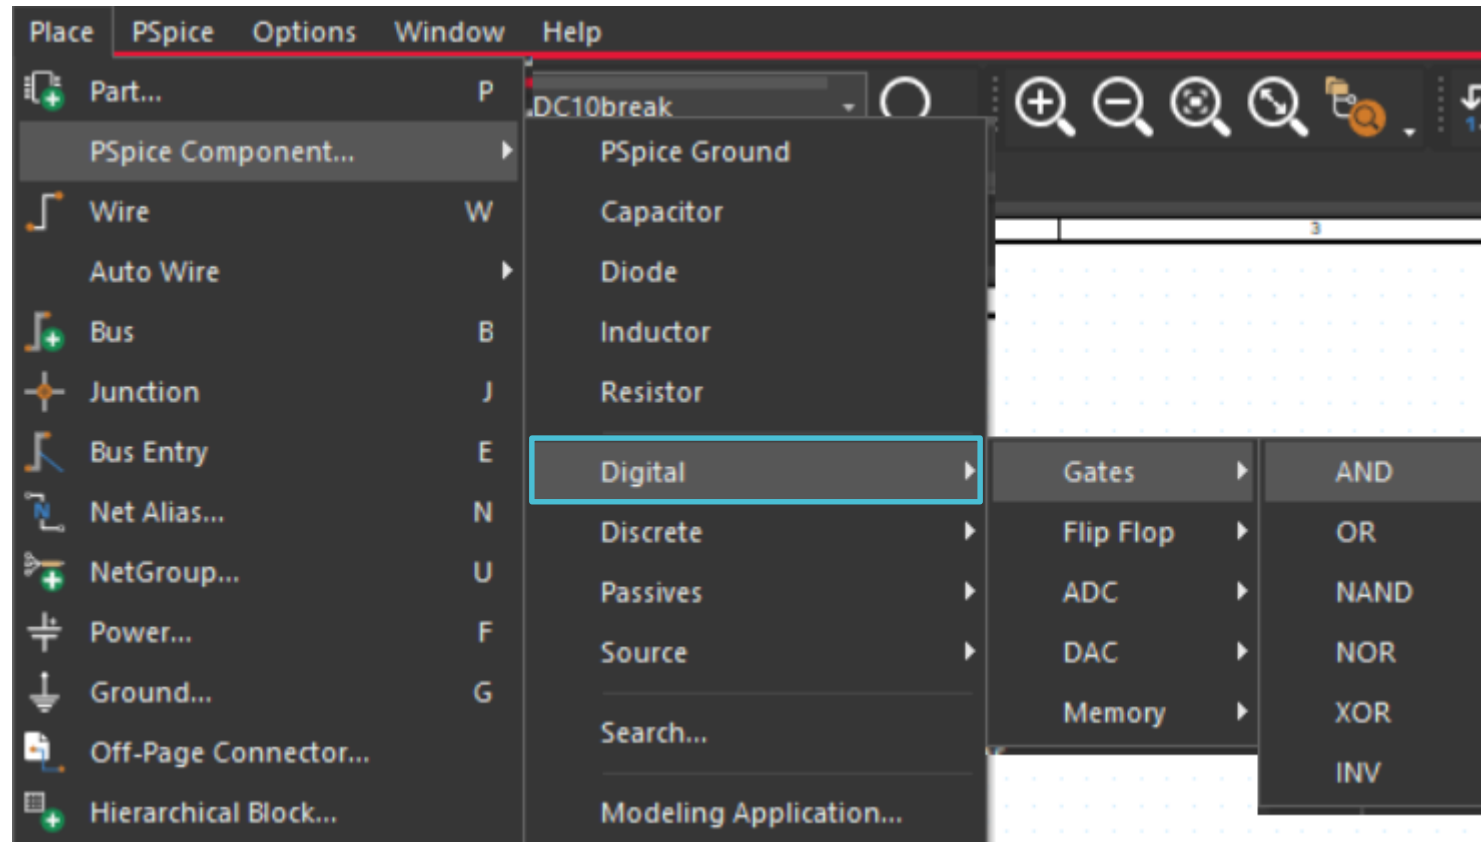 Place PSpice Options Window Help
Part... P
DC10break
PSpice Component...
Wire W
Auto Wire
Bus B
Junction J
Bus Entry E
Net Alias... N
NetGroup... U
Power... F
Ground... G
Off-Page Connector...
Hierarchical Block...
PSpice Ground
Capacitor
Diode
Inductor
Resistor
Digital
Discrete
Passives
Source
Search...
Modeling Application...
Gates
Flip Flop
ADC
DAC
Memory
AND
OR
NAND
NOR
XOR
INV
3